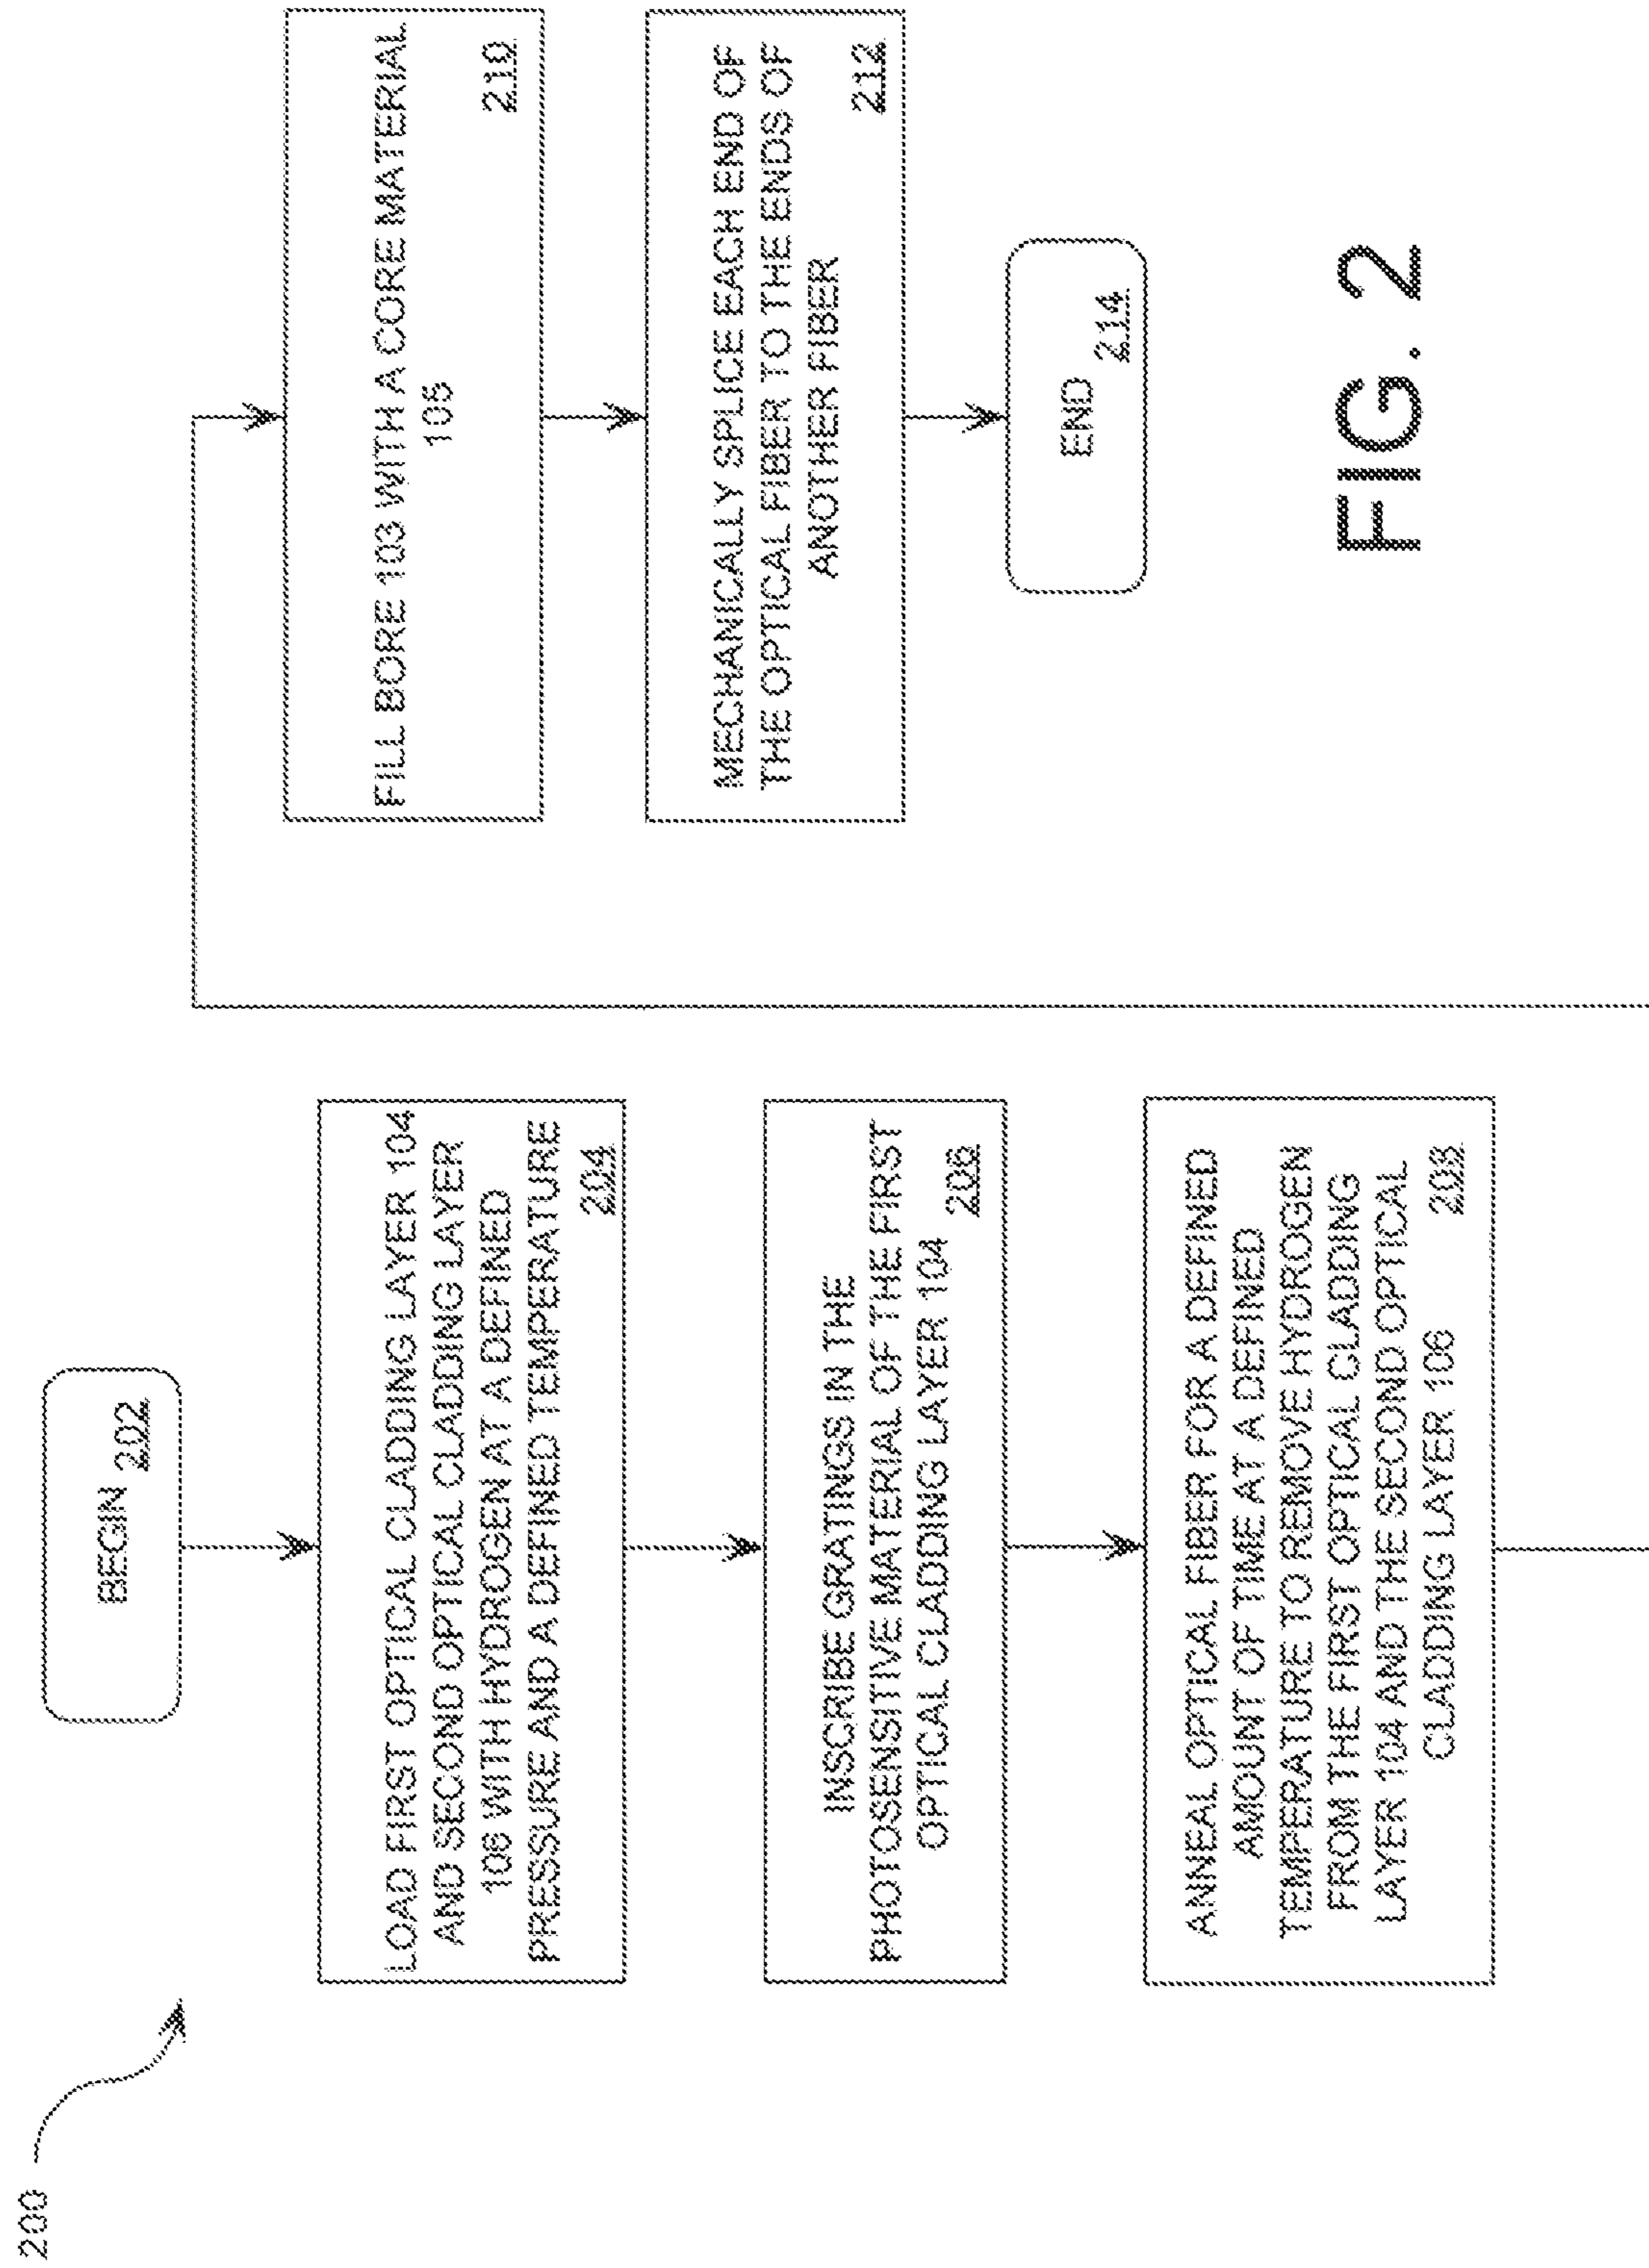 200
BEGIN
202
LOAD FIRST OPTICAL CLADDING LAYER 104
AND SECOND OPTICAL CLADDING LAYER
106 WITH HYDROGEN AT A DEFINED
PRESSURE AND A DEFINED TEMPERATURE
204
INSCRIBE GRATINGS IN THE
PHOTOSENSITIVE MATERIAL OF THE FIRST
OPTICAL CLADDING LAYER 104
206
ANNEAL OPTICAL FIBER FOR A DEFINED
AMOUNT OF TIME AT A DEFINED
TEMPERATURE TO REMOVE HYDROGEN
FROM THE FIRST OPTICAL CLADDING
LAYER 104 AND THE SECOND OPTICAL
CLADDING LAYER 106
208
FILL BORE 103 WITH A CORE MATERIAL
105
210
MECHANICALLY SPLICE EACH END OF
THE OPTICAL FIBER TO THE ENDS OF
ANOTHER FIBER
212
END
214
FIG. 2